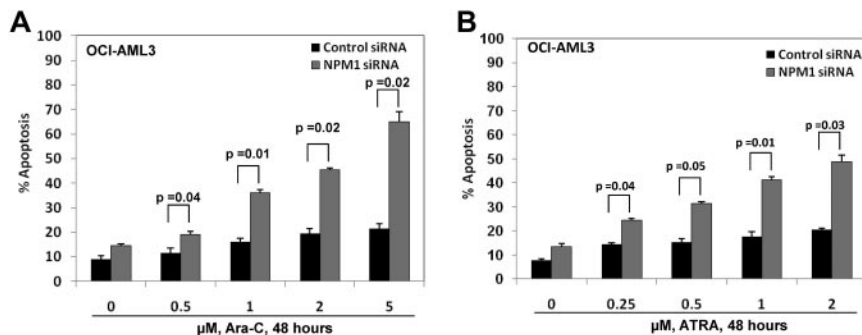 A
OCI-AML3
Control siRNA
NPM1 siRNA
% Apoptosis
100
90
80
70
60
50
40
30
20
10
0
p =0.04
p =0.01
p =0.02
p =0.02
0 0.5 1 2 5
µM, Ara-C, 48 hours
B
OCI-AML3
Control siRNA
NPM1 siRNA
% Apoptosis
100
90
80
70
60
50
40
30
20
10
0
p =0.04
p =0.05
p =0.01
p =0.03
0 0.25 0.5 1 2
µM, ATRA, 48 hours